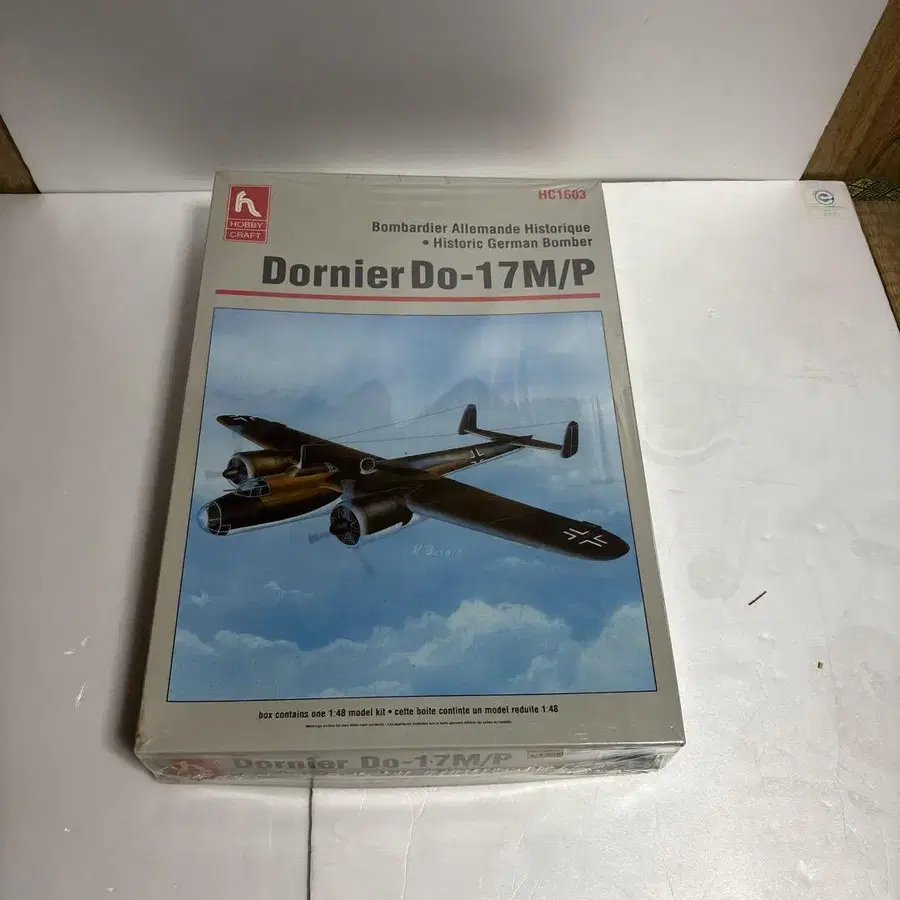 HC1603
HOBBY
CRAFT
Bombardier Allemande Historique
• Historic German Bomber
Dornier Do-17M/P
box contains one 1:48 model kit • cette boite continte un model reduite 1:48
Dornier Do-17M/P